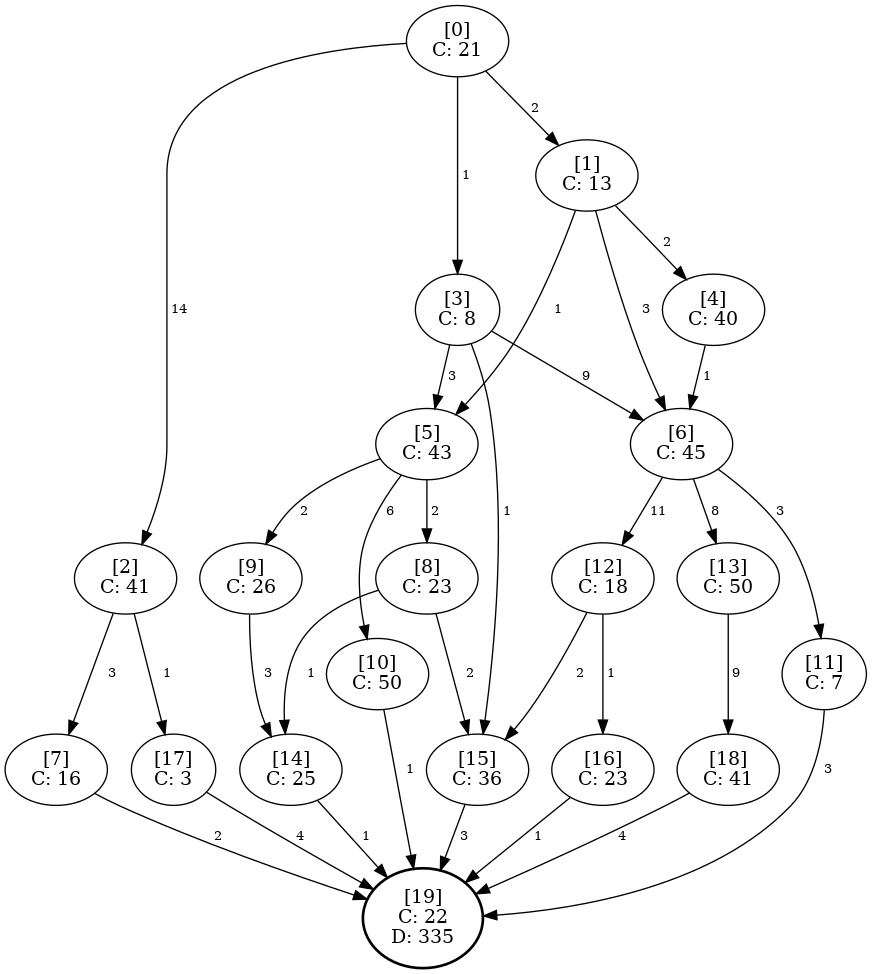 [0]
C: 21
2
1
[1]
C: 13
14
2
3
1
[3]
C: 8
[4]
C: 40
3
9
1
[5]
C: 43
[6]
C: 45
2
6
2
1
11
8
3
[2]
C: 41
[9]
C: 26
[8]
C: 23
[12]
C: 18
[13]
C: 50
3
1
3
1
[10]
C: 50
2
2
1
9
[11]
C: 7
[7]
C: 16
[17]
C: 3
[14]
C: 25
1
[15]
C: 36
[16]
C: 23
[18]
C: 41
3
2
4
1
3
1
4
[19]
C: 22
D: 335